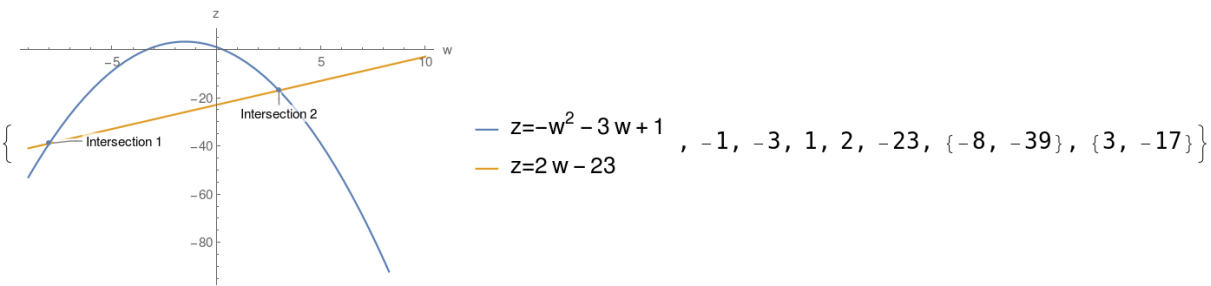 z
w
−5 5 10
−20
−40
−60
−80
Intersection 2
Intersection 1
z=−w² − 3 w + 1
z=2 w − 23
{ , −1, −3, 1, 2, −23, {−8, −39}, {3, −17}}